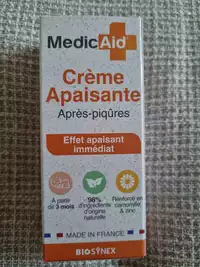 MedicAid
Crème
Apaisante
Après-piqûres
Effet apaisant
immédiat
À partir
de 3 mois
98%
d'ingrédients
d'origine
naturelle
Renforcé en
camomille
& zinc
MADE IN FRANCE
BIOSYNEX